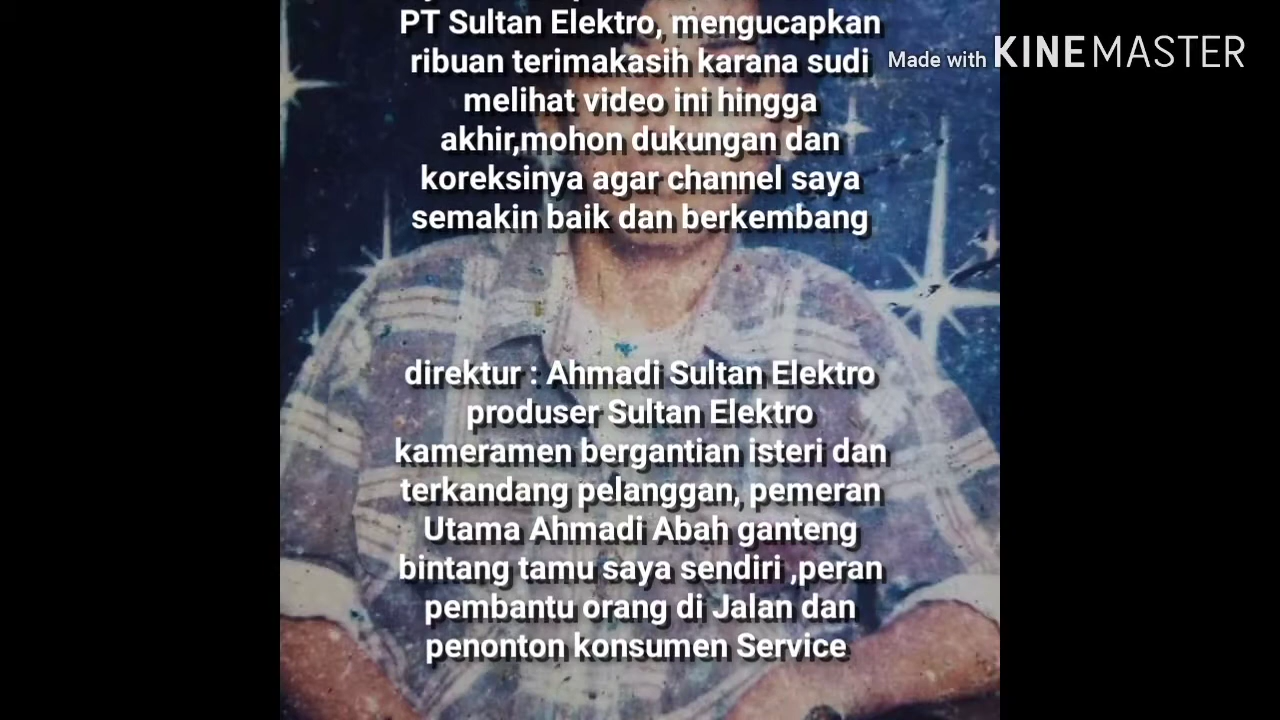 PT Sultan Elektro, mengucapkan
ribuan terimakasih karana sudi
Made with KINEMASTER
melihat video ini hingga
akhir,mohon dukungan dan
koreksinya agar channel saya
semakin baik dan berkembang
direktur : Ahmadi Sultan Elektro
produser Sultan Elektro
kameramen bergantian isteri dan
terkandang pelanggan, pemeran
Utama Ahmadi Abah ganteng
bintang tamu saya sendiri ,peran
pembantu orang di Jalan dan
penonton konsumen Service